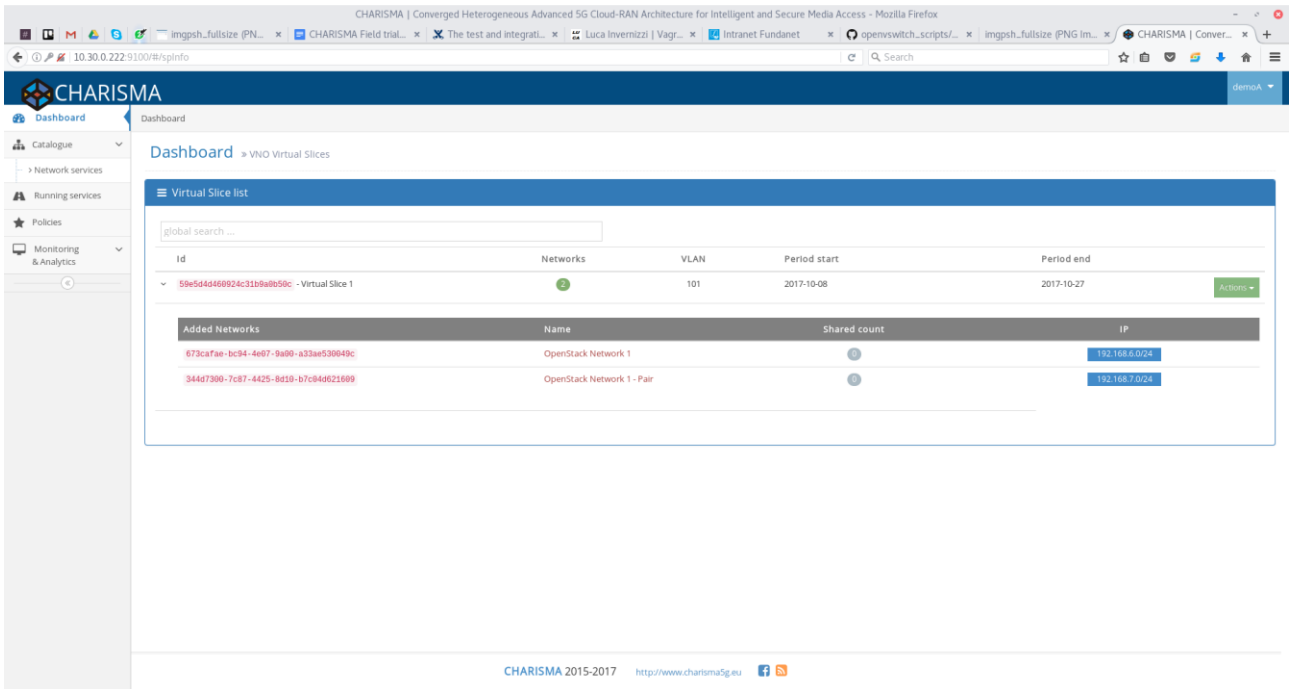 CHARISMA | Converged Heterogeneous Advanced 5G Cloud-RAN Architecture for Intelligent and Secure Media Access - Mozilla Firefox
imgpsh_fullsize (PN... CHARISMA Field trial... The test and integrati... Luca Invernizzi | Vagr... Intranet Fundanet openvswitch_scripts/... imgpsh_fullsize (PNG Im... CHARISMA | Conver...
10.30.0.222:9100/#/spInfo Search
CHARISMA demoA
Dashboard Dashboard
Catalogue
Dashboard » VNO Virtual Slices
> Network services
Running services
Virtual Slice list
Policies
global search ...
Monitoring & Analytics
Id Networks VLAN Period start Period end
59e5d4d460924c31b9a0b50c - Virtual Slice 1 2 101 2017-10-08 2017-10-27 Actions
Added Networks Name Shared count IP
673cafae-bc94-4e07-9a00-a33ae530049c OpenStack Network 1 0 192.168.6.0/24
344d7300-7c87-4425-8d10-b7c04d621609 OpenStack Network 1 - Pair 0 192.168.7.0/24
CHARISMA 2015-2017 http://www.charisma5g.eu